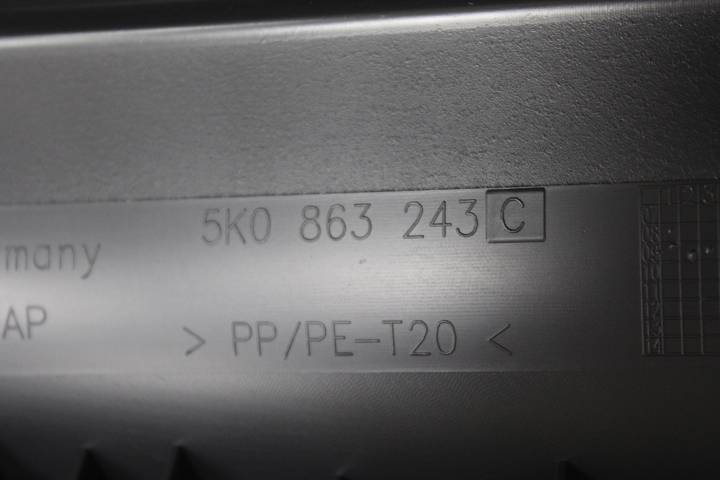 5K0 863 243 C
many
AP
> PP/PE-T20 <